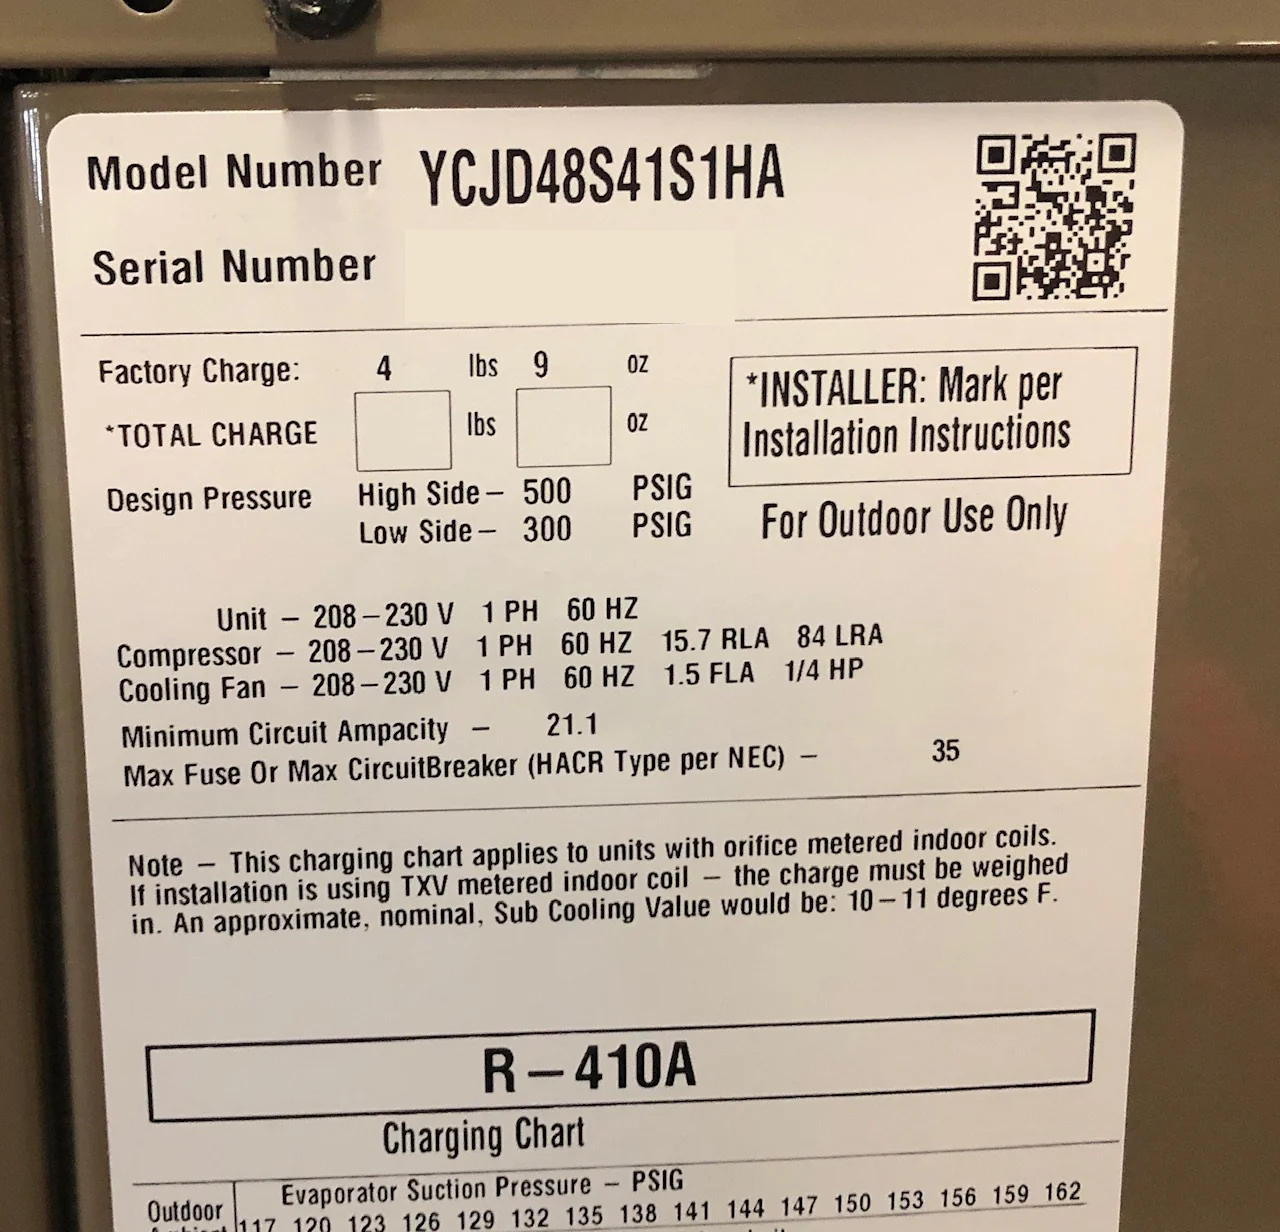 Model Number YCJD48S41S1HA
Serial Number
Factory Charge: 4 lbs 9 oz
*TOTAL CHARGE lbs oz
*INSTALLER: Mark per
Installation Instructions
Design Pressure High Side – 500 PSIG
Low Side – 300 PSIG
For Outdoor Use Only
Unit – 208–230 V 1 PH 60 HZ
Compressor – 208–230 V 1 PH 60 HZ 15.7 RLA 84 LRA
Cooling Fan – 208–230 V 1 PH 60 HZ 1.5 FLA 1/4 HP
Minimum Circuit Ampacity – 21.1
Max Fuse Or Max CircuitBreaker (HACR Type per NEC) – 35
Note – This charging chart applies to units with orifice metered indoor coils.
If installation is using TXV metered indoor coil – the charge must be weighed
in. An approximate, nominal, Sub Cooling Value would be: 10–11 degrees F.
R–410A
Charging Chart
Evaporator Suction Pressure – PSIG
Outdoor
117 120 123 126 129 132 135 138 141 144 147 150 153 156 159 162